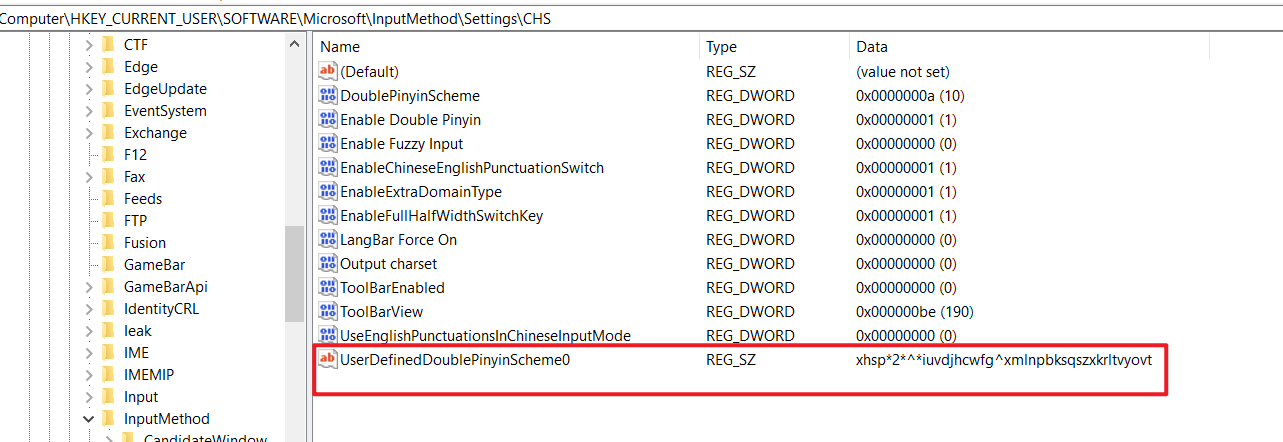 Computer\HKEY_CURRENT_USER\SOFTWARE\Microsoft\InputMethod\Settings\CHS
CTF
Edge
EdgeUpdate
EventSystem
Exchange
F12
Fax
Feeds
FTP
Fusion
GameBar
GameBarApi
IdentityCRL
Ieak
IME
IMEMIP
Input
InputMethod
CandidateWindow
Name Type Data
(Default) REG_SZ (value not set)
DoublePinyinScheme REG_DWORD 0x0000000a (10)
Enable Double Pinyin REG_DWORD 0x00000001 (1)
Enable Fuzzy Input REG_DWORD 0x00000000 (0)
EnableChineseEnglishPunctuationSwitch REG_DWORD 0x00000001 (1)
EnableExtraDomainType REG_DWORD 0x00000001 (1)
EnableFullHalfWidthSwitchKey REG_DWORD 0x00000001 (1)
LangBar Force On REG_DWORD 0x00000000 (0)
Output charset REG_DWORD 0x00000000 (0)
ToolBarEnabled REG_DWORD 0x00000000 (0)
ToolBarView REG_DWORD 0x000000be (190)
UseEnglishPunctuationsInChineseInputMode REG_DWORD 0x00000000 (0)
UserDefinedDoublePinyinScheme0 REG_SZ xhsp*2*^*iuvdjhcwfg^xmlnpbksqszxkrltvyovt